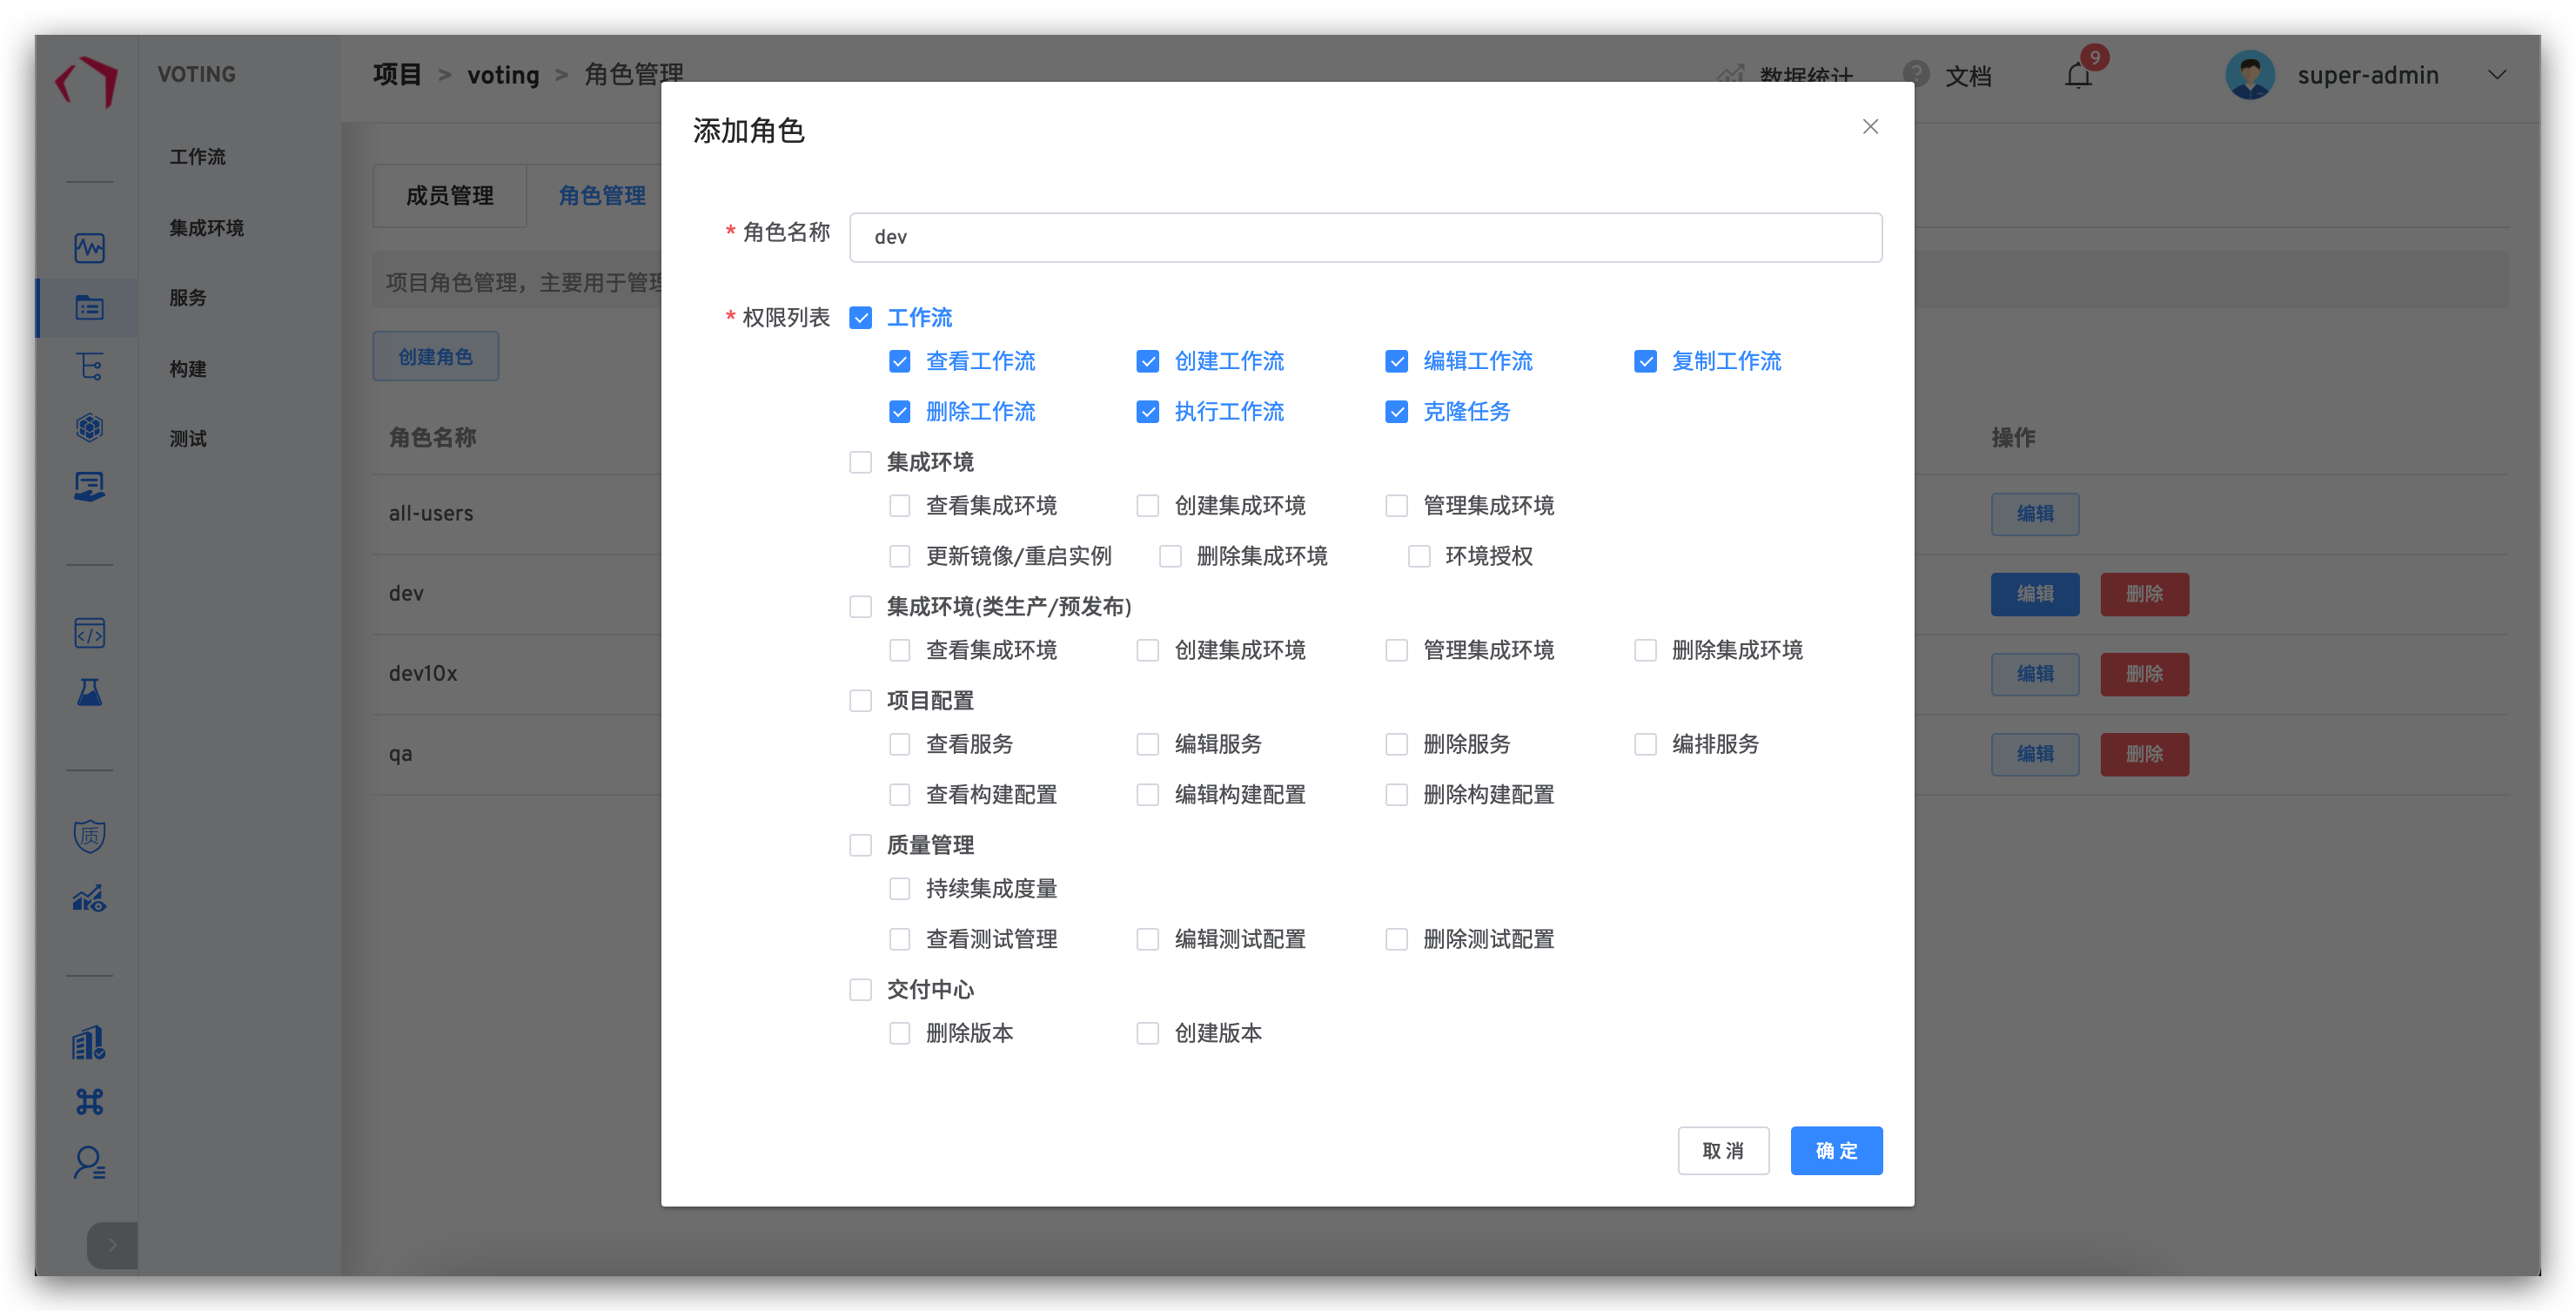 VOTING
项目 > voting > 角色管理
数据统计
? 文档
9
super-admin
工作流
集成环境
服务
构建
测试
质
成员管理
角色管理
项目角色管理，主要用于管理
创建角色
角色名称
操作
all-users
编辑
dev
编辑 删除
dev10x
编辑 删除
qa
编辑 删除
添加角色
* 角色名称
dev
* 权限列表
工作流
查看工作流 创建工作流 编辑工作流 复制工作流
删除工作流 执行工作流 克隆任务
集成环境
查看集成环境 创建集成环境 管理集成环境
更新镜像/重启实例 删除集成环境 环境授权
集成环境(类生产/预发布)
查看集成环境 创建集成环境 管理集成环境 删除集成环境
项目配置
查看服务 编辑服务 删除服务 编排服务
查看构建配置 编辑构建配置 删除构建配置
质量管理
持续集成度量
查看测试管理 编辑测试配置 删除测试配置
交付中心
删除版本 创建版本
取消 确定